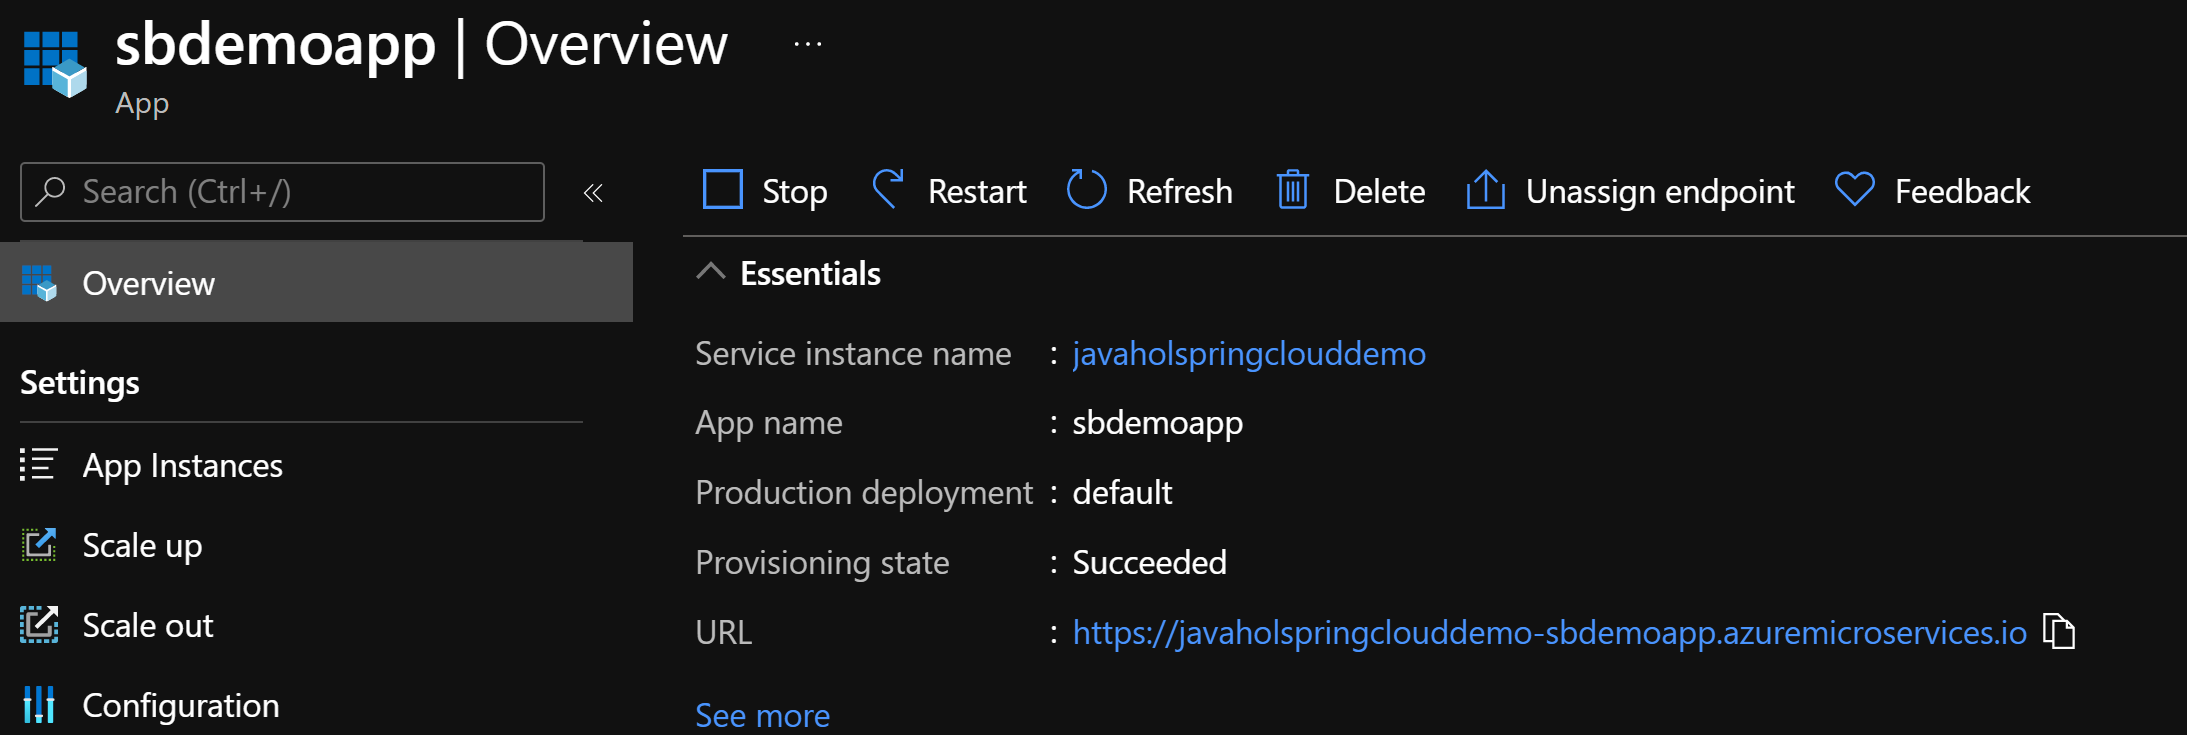 sbdemoapp | Overview ...
App
Search (Ctrl+/) «
Overview
Settings
App Instances
Scale up
Scale out
Configuration
Stop Restart Refresh Delete Unassign endpoint Feedback
Essentials
Service instance name : javaholspringclouddemo
App name : sbdemoapp
Production deployment : default
Provisioning state : Succeeded
URL : https://javaholspringclouddemo-sbdemoapp.azuremicroservices.io
See more